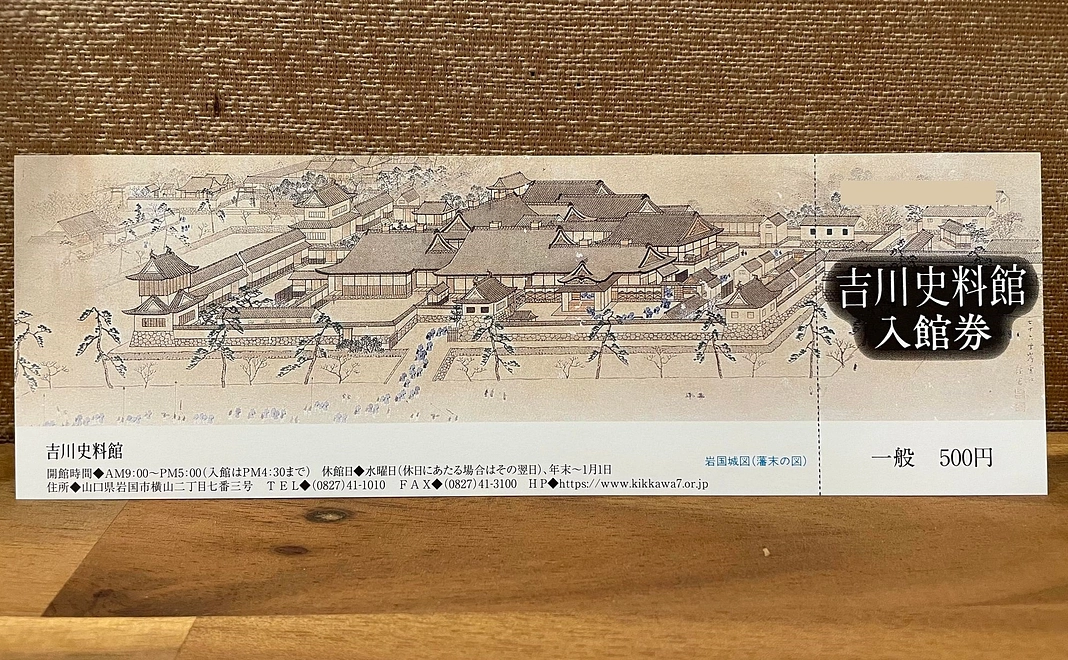 吉川史料館
入館券
一般 500円
吉川史料館
開館時間◆AM9:00～PM5:00(入館はPM4:30まで) 休館日◆水曜日(休日にあたる場合はその翌日)、年末～1月1日
住所◆山口県岩国市横山二丁目七番三号 TEL◆(0827)41-1010 FAX◆(0827)41-3100 HP◆https://www.kikkawa7.or.jp
岩国城図(藩末の図)